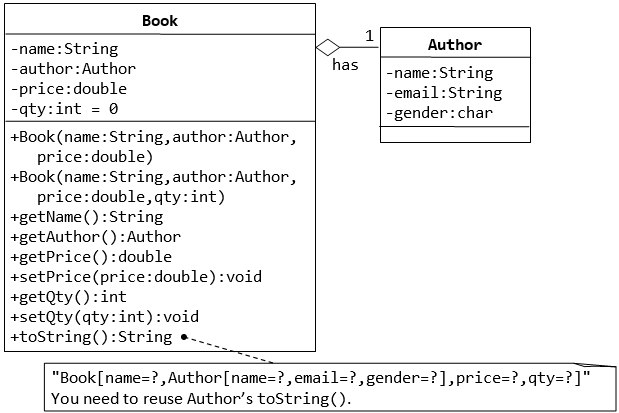 Book
-name:String
-author:Author
-price:double
-qty:int = 0
+Book(name:String,author:Author,
price:double)
+Book(name:String,author:Author,
price:double,qty:int)
+getName():String
+getAuthor():Author
+getPrice():double
+setPrice(price:double):void
+getQty():int
+setQty(qty:int):void
+toString():String
1
has
Author
-name:String
-email:String
-gender:char
"Book[name=?,Author[name=?,email=?,gender=?],price=?,qty=?]"
You need to reuse Author’s toString().